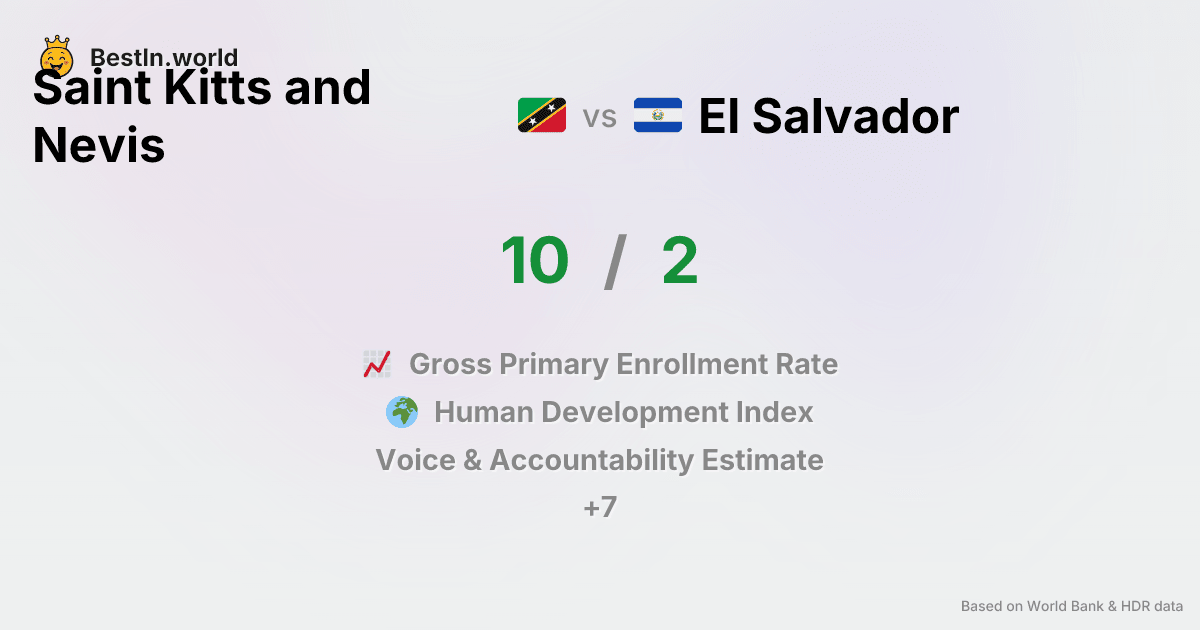 BestIn.world
Saint Kitts and
Nevis
vs
El Salvador
10 / 2
Gross Primary Enrollment Rate
Human Development Index
Voice & Accountability Estimate
+7
Based on World Bank & HDR data